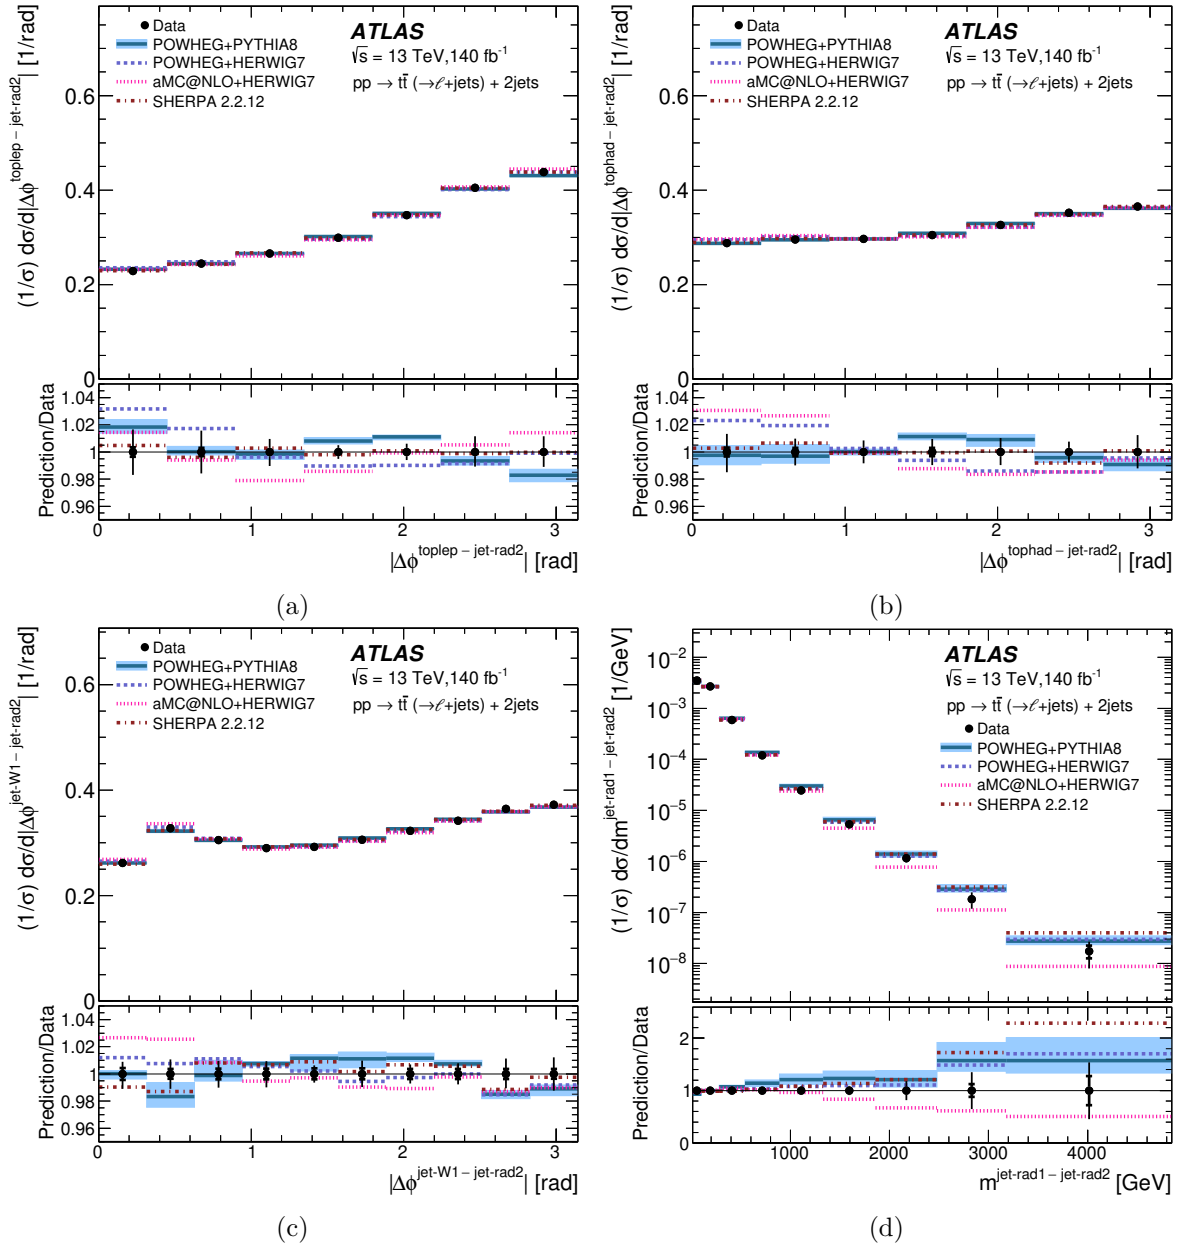 (1/σ) dσ/d|Δϕ^toplep – jet-rad2| [1/rad]
Data
POWHEG+PYTHIA8
POWHEG+HERWIG7
aMC@NLO+HERWIG7
SHERPA 2.2.12
ATLAS
√s = 13 TeV,140 fb⁻¹
pp → tt̄ (→ℓ+jets) + 2jets
0.6
0.4
0.2
0
Prediction/Data
1.04
1.02
1
0.98
0.96
0 1 2 3
|Δϕ^toplep – jet-rad2| [rad]
(a)
(1/σ) dσ/d|Δϕ^tophad – jet-rad2| [1/rad]
Data
POWHEG+PYTHIA8
POWHEG+HERWIG7
aMC@NLO+HERWIG7
SHERPA 2.2.12
ATLAS
√s = 13 TeV,140 fb⁻¹
pp → tt̄ (→ℓ+jets) + 2jets
0.6
0.4
0.2
0
Prediction/Data
1.04
1.02
1
0.98
0.96
0 1 2 3
|Δϕ^tophad – jet-rad2| [rad]
(b)
(1/σ) dσ/d|Δϕ^jet-W1 – jet-rad2| [1/rad]
Data
POWHEG+PYTHIA8
POWHEG+HERWIG7
aMC@NLO+HERWIG7
SHERPA 2.2.12
ATLAS
√s = 13 TeV,140 fb⁻¹
pp → tt̄ (→ℓ+jets) + 2jets
0.6
0.4
0.2
0
Prediction/Data
1.04
1.02
1
0.98
0.96
0 1 2 3
|Δϕ^jet-W1 – jet-rad2| [rad]
(c)
(1/σ) dσ/dm^jet-rad1 – jet-rad2 [1/GeV]
ATLAS
√s = 13 TeV,140 fb⁻¹
pp → tt̄ (→ℓ+jets) + 2jets
Data
POWHEG+PYTHIA8
POWHEG+HERWIG7
aMC@NLO+HERWIG7
SHERPA 2.2.12
10⁻²
10⁻³
10⁻⁴
10⁻⁵
10⁻⁶
10⁻⁷
10⁻⁸
Prediction/Data
2
1
0
1000 2000 3000 4000
m^jet-rad1 – jet-rad2 [GeV]
(d)